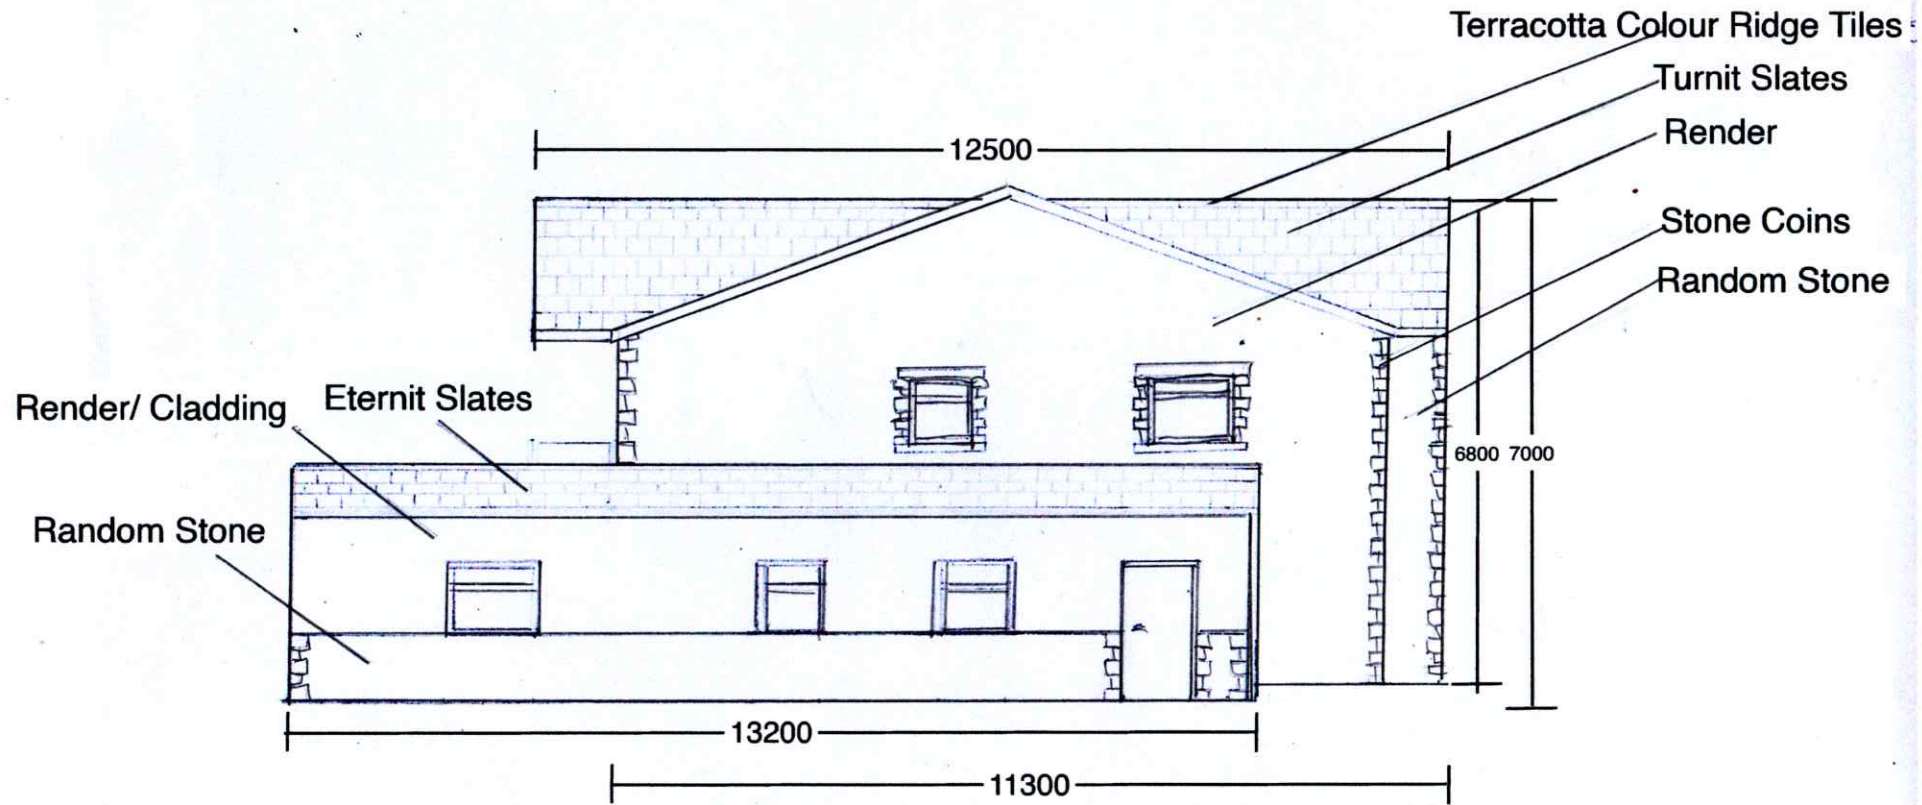 Terracotta Colour Ridge Tiles
Turnit Slates
12500
Render
Stone Coins
Random Stone
Render/ Cladding
Eternit Slates
6800 7000
Random Stone
13200
11300